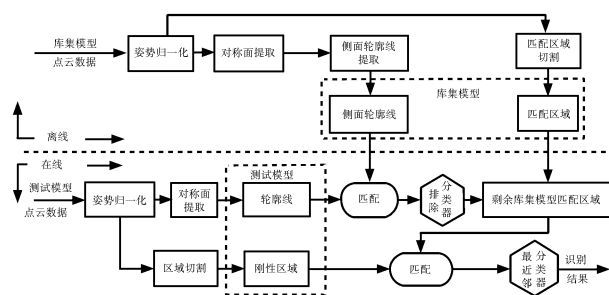 库集模型
点云数据
姿势归一化
对称面提取
侧面轮廓线
提取
匹配区域
切割
侧面轮廓线
库集模型
匹配区域
离线
在线
测试模型
点云数据
姿势归一化
对称面
提取
测试模型
轮廓线
匹配
排除
分类器
剩余库集模型匹配区域
区域切割
刚性区域
匹配
最近邻
分类器
识别
结果